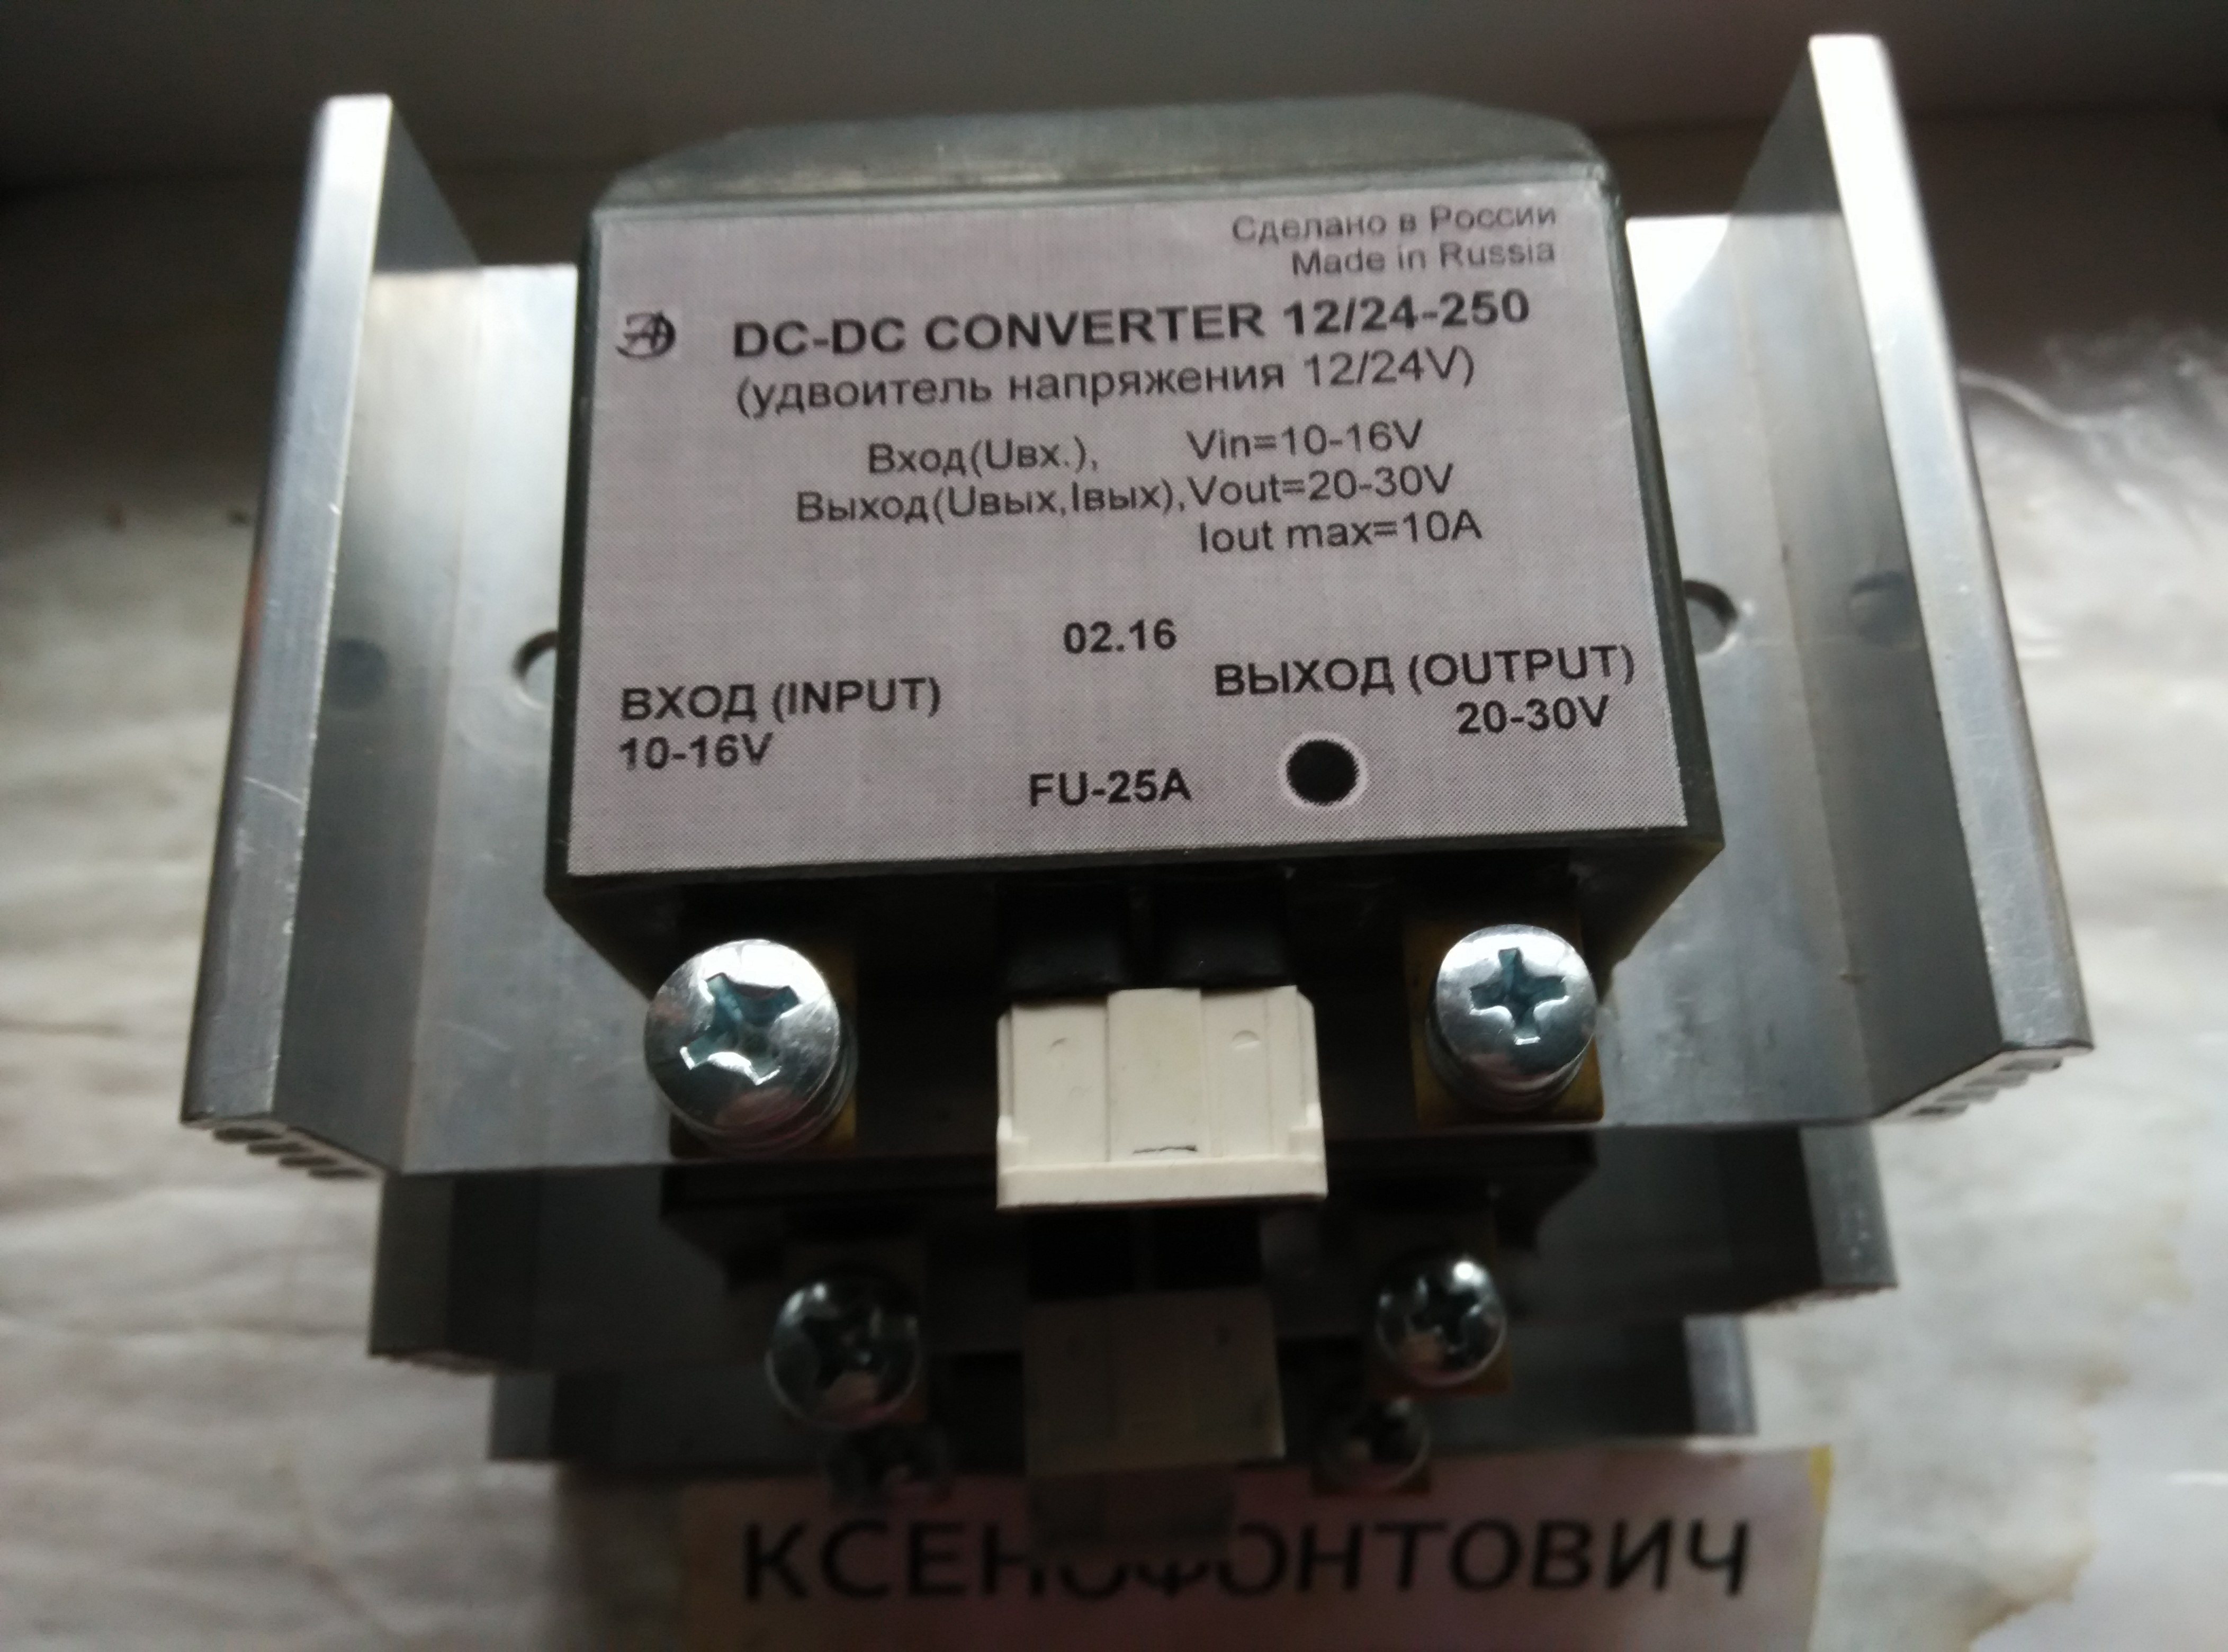 Сделано в России
Made in Russia
DC-DC CONVERTER 12/24-250
(удвоитель напряжения 12/24V)
Вход(Uвх.), Vin=10-16V
Выход(Uвых,Iвых),Vout=20-30V
Iout max=10A
02.16
ВХОД (INPUT)
10-16V
ВЫХОД (OUTPUT)
20-30V
FU-25A
КСЕНОФОНТОВИЧ